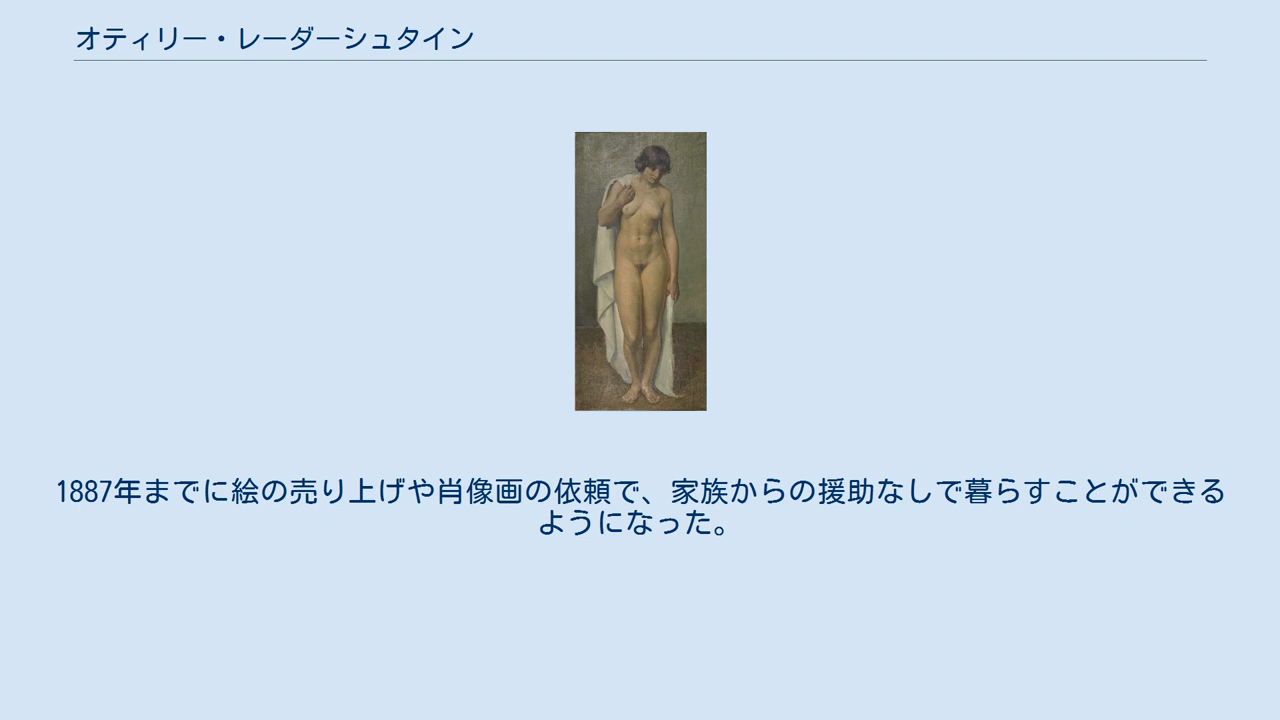 オティリー・レーダーシュタイン
1887年までに絵の売り上げや肖像画の依頼で、家族からの援助なしで暮らすことができる
ようになった。